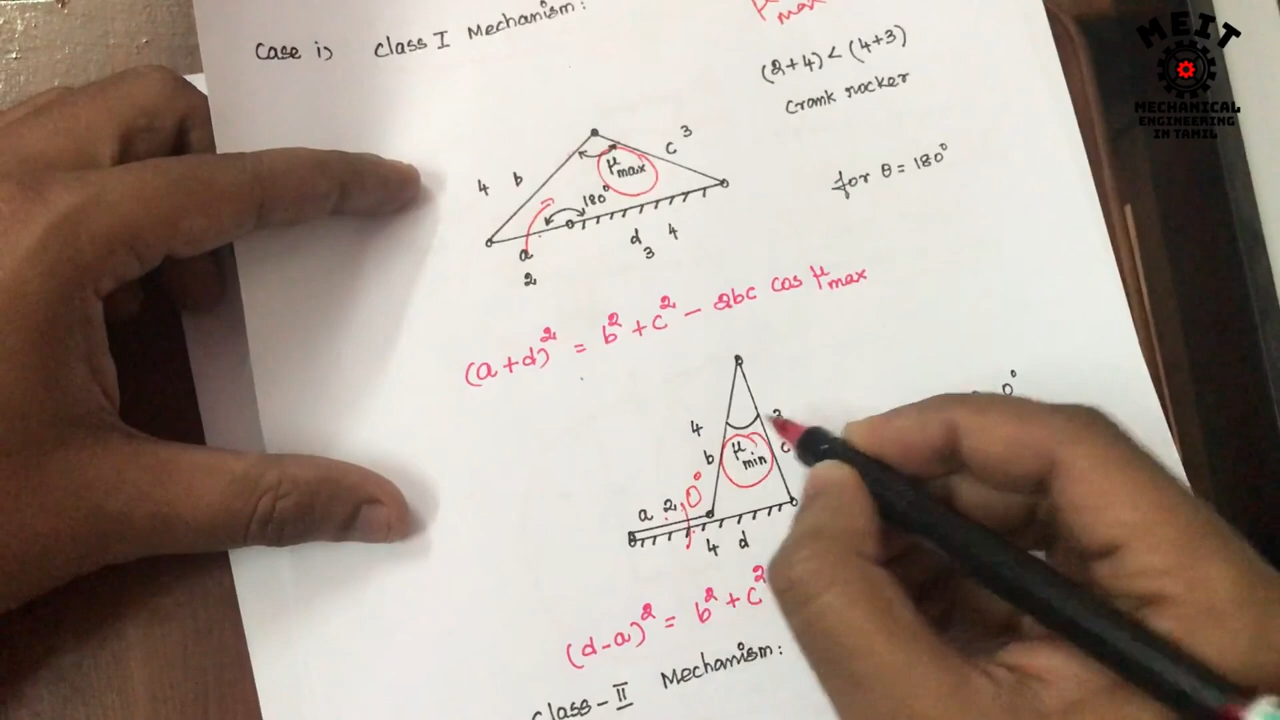 Case i) Class I Mechanism:
μmax
(2+4) < (4+3)
Crank rocker
for θ = 180°
4 b
μmax
c 3
180°
a
2
d 4
3
(a+d)² = b² + c² − 2bc cos μmax
4
b
μmin
c
a 2 0°
4 d
0°
(d-a)² = b² + c²
Class-II Mechanism:
MEIT
MECHANICAL
ENGINEERING
IN TAMIL